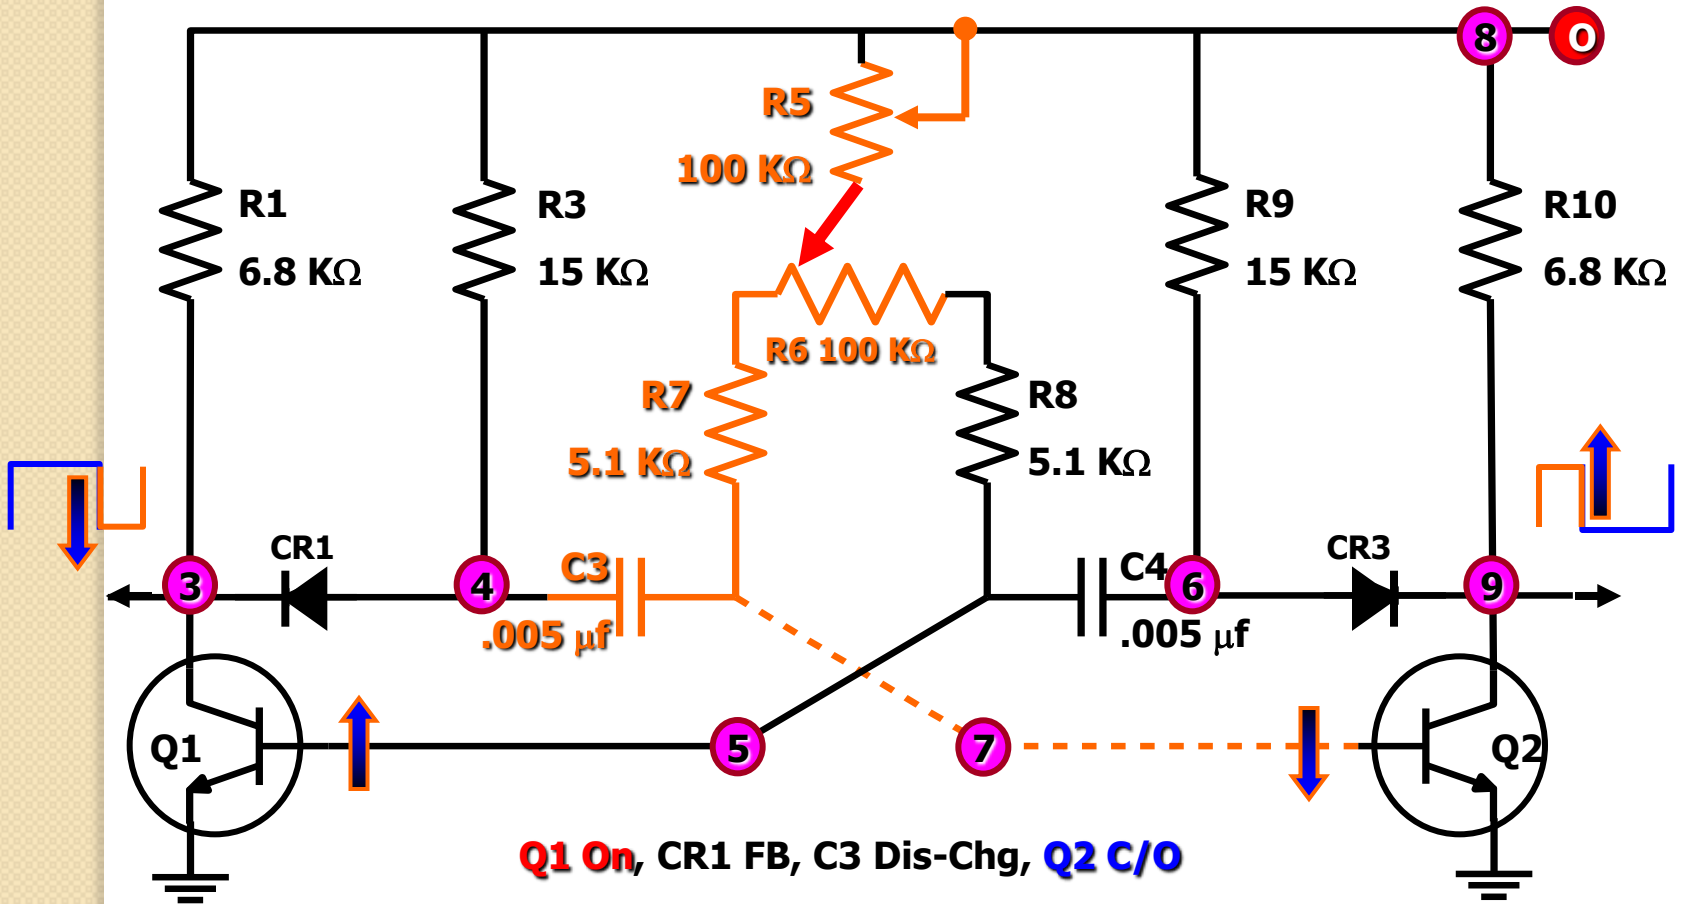 8
O
R5
100 KΩ
R1
6.8 KΩ
R3
15 KΩ
R9
15 KΩ
R10
6.8 KΩ
R6 100 KΩ
R7
5.1 KΩ
R8
5.1 KΩ
CR1
CR3
3
4
C3
.005 μf
C4
.005 μf
6
9
Q1
5
7
Q2
Q1 On, CR1 FB, C3 Dis-Chg, Q2 C/O